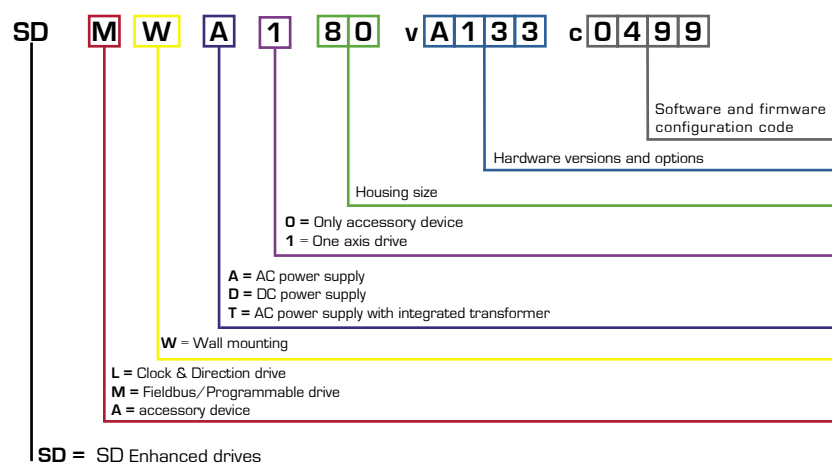 SD M W A 1 8 0 v A 1 3 3 c 0 4 9 9
Software and firmware
configuration code
Hardware versions and options
Housing size
0 = Only accessory device
1 = One axis drive
A = AC power supply
D = DC power supply
T = AC power supply with integrated transformer
W = Wall mounting
L = Clock & Direction drive
M = Fieldbus/Programmable drive
A = accessory device
SD = SD Enhanced drives